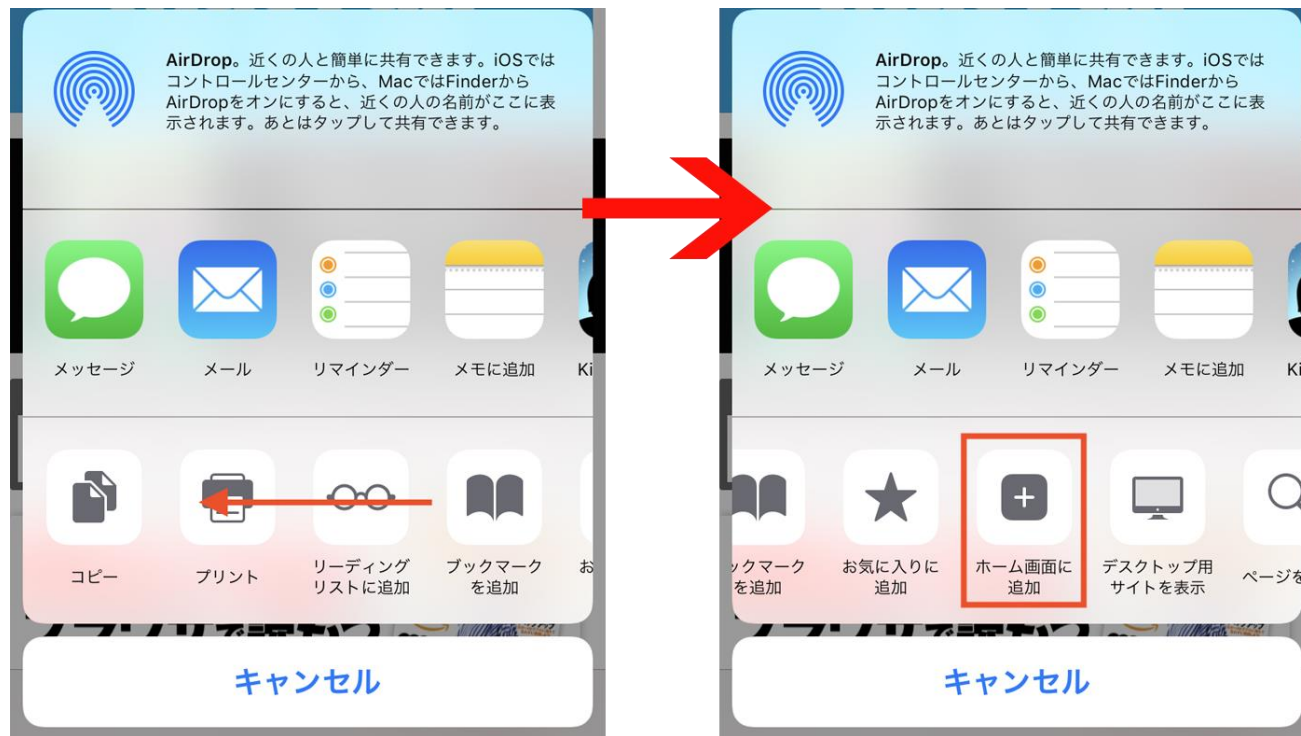 AirDrop。近くの人と簡単に共有できます。iOSでは
コントロールセンターから、MacではFinderから
AirDropをオンにすると、近くの人の名前がここに表
示されます。あとはタップして共有できます。
メッセージ
メール
リマインダー
メモに追加
Ki
コピー
プリント
リーディング
リストに追加
ブックマーク
を追加
お
キャンセル
AirDrop。近くの人と簡単に共有できます。iOSでは
コントロールセンターから、MacではFinderから
AirDropをオンにすると、近くの人の名前がここに表
示されます。あとはタップして共有できます。
メッセージ
メール
リマインダー
メモに追加
Ki
ックマーク
を追加
お気に入りに
追加
ホーム画面に
追加
デスクトップ用
サイトを表示
ページを
キャンセル